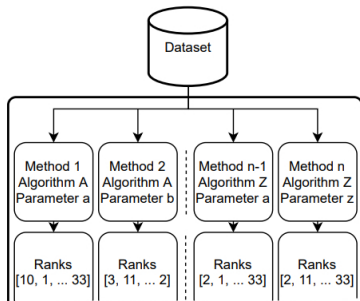 Dataset
Method 1
Algorithm A
Parameter a
Method 2
Algorithm A
Parameter b
Method n-1
Algorithm Z
Parameter a
Method n
Algorithm Z
Parameter z
Ranks
[10, 1, ... 33]
Ranks
[3, 11, ... 2]
Ranks
[2, 1, ... 33]
Ranks
[2, 11, ... 33]